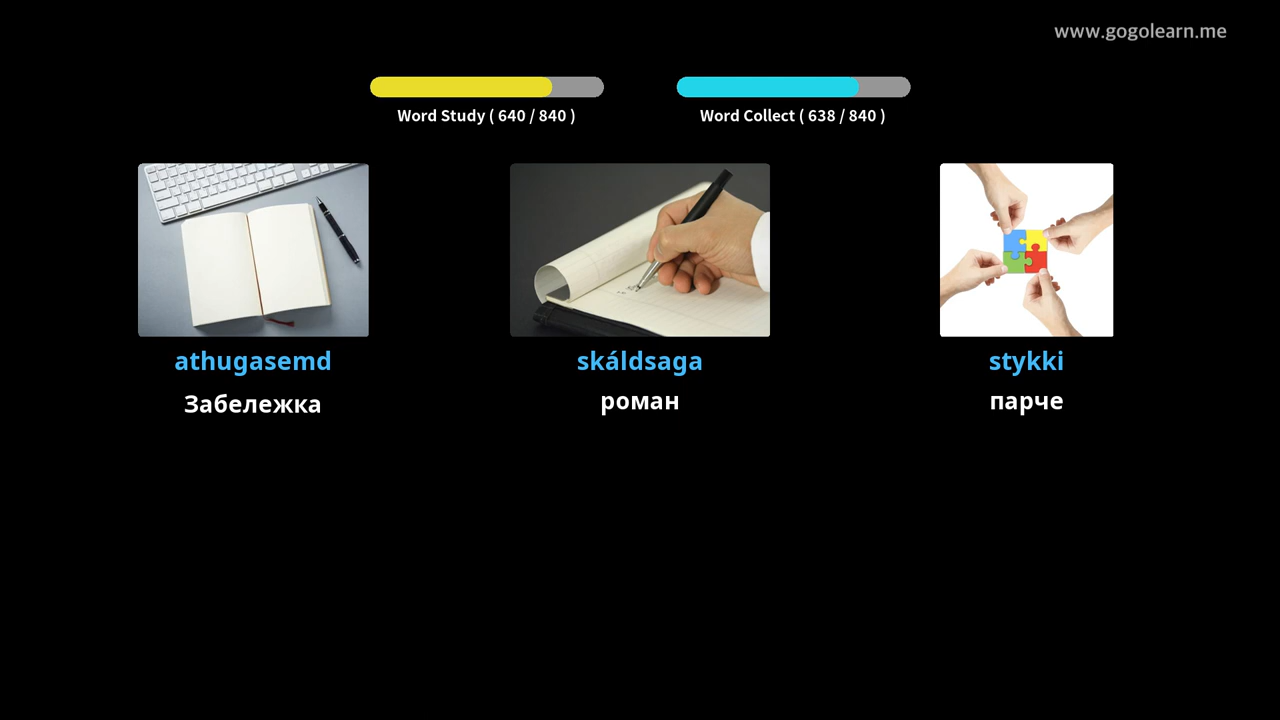 www.gogolearn.me
Word Study ( 640 / 840 )
Word Collect ( 638 / 840 )
athugasemd
skáldsaga
stykki
Забележка
роман
парче